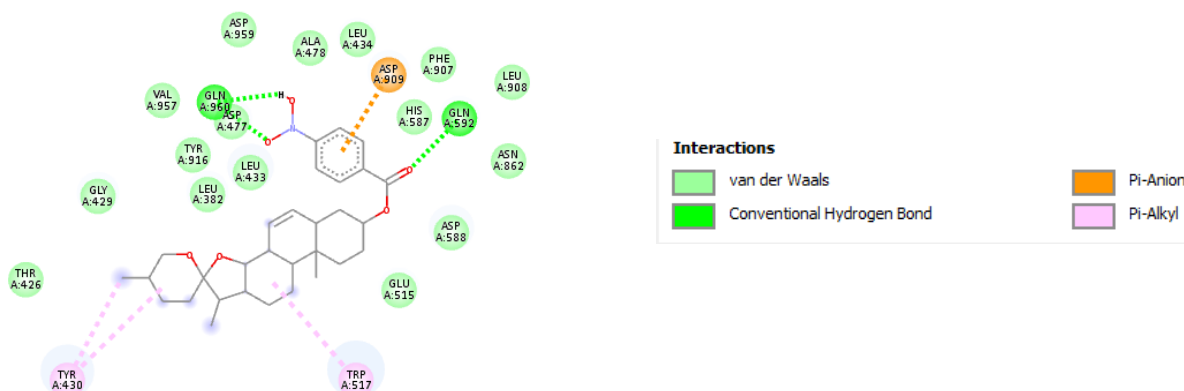 ASP
A:959
ALA
A:478
LEU
A:434
ASP
A:909
PHE
A:907
LEU
A:908
VAL
A:957
GLN
A:960
H
O
ASP
A:477
HIS
A:587
GLN
A:592
O
N
TYR
A:916
LEU
A:433
O
ASN
A:862
GLY
A:429
LEU
A:382
O
ASP
A:588
O
O
THR
A:426
GLU
A:515
TYR
A:430
TRP
A:517
Interactions
van der Waals
Conventional Hydrogen Bond
Pi-Anion
Pi-Alkyl